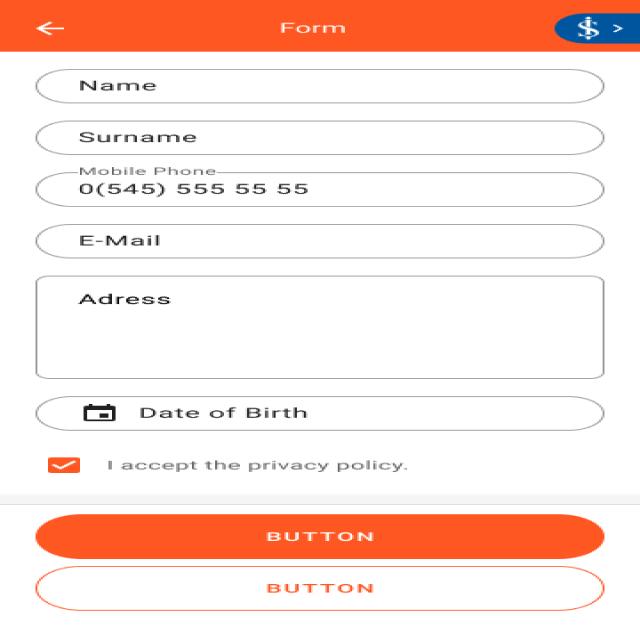 Form
>
Name
Surname
Mobile Phone
0(545) 555 55 55
E-Mail
Adress
Date of Birth
I accept the privacy policy.
BUTTON
BUTTON